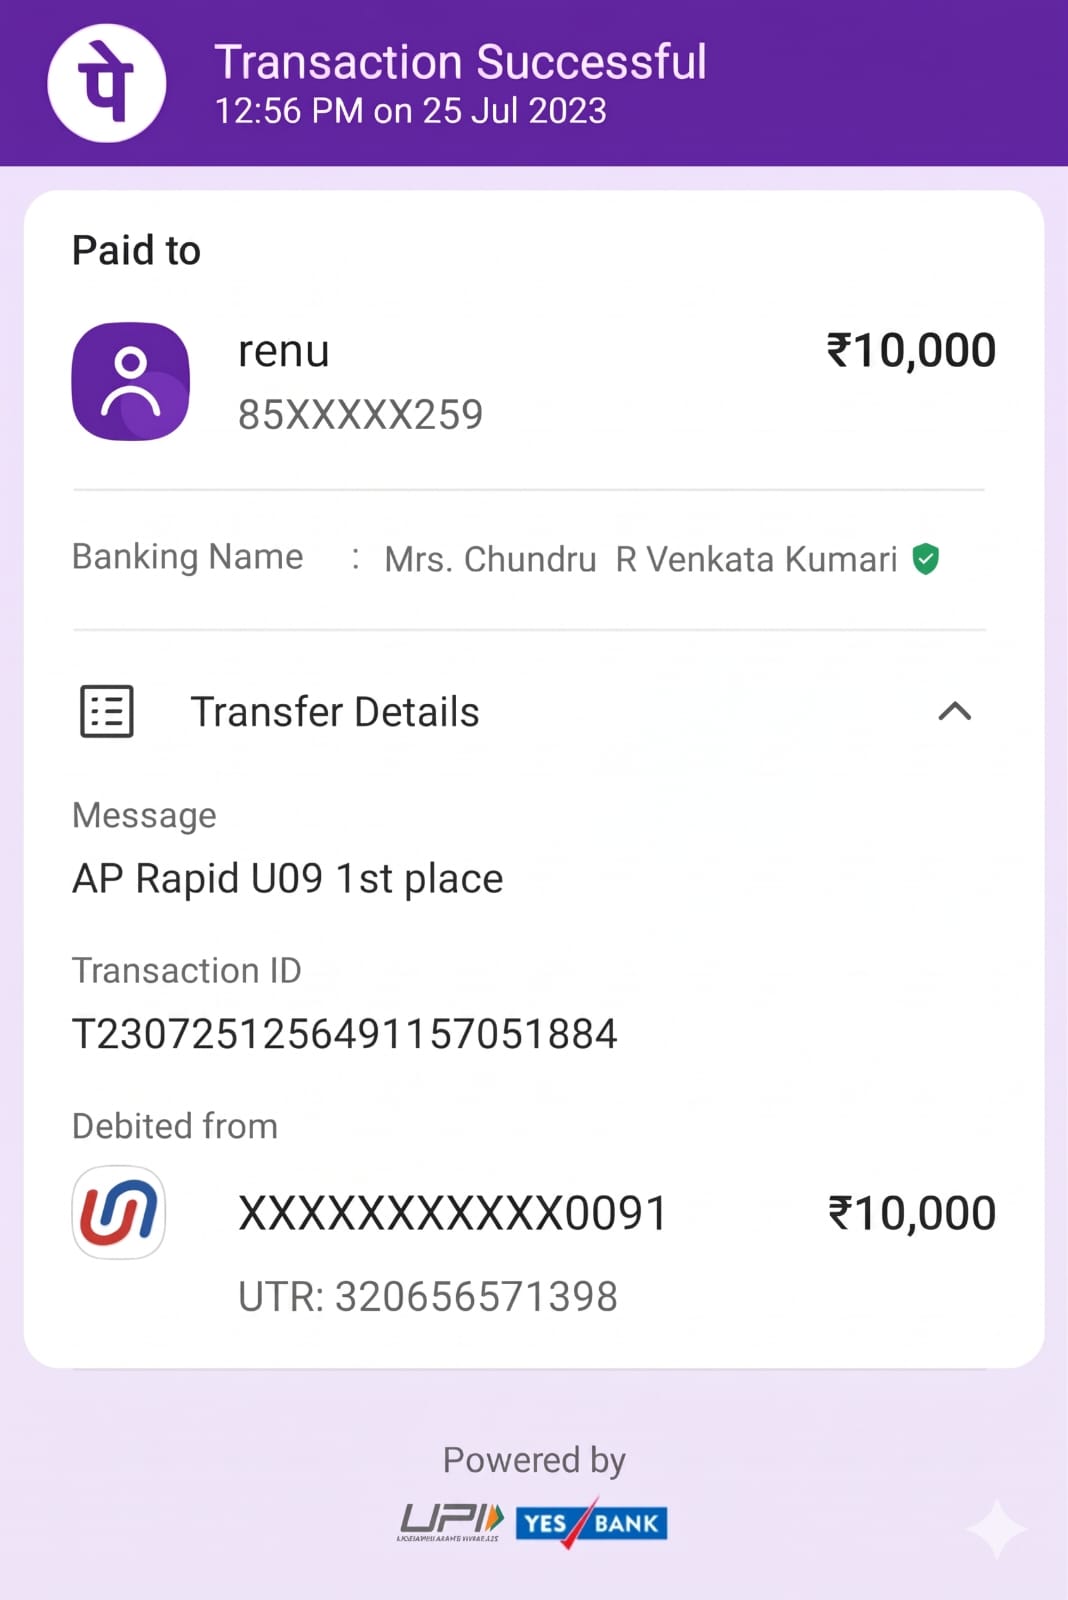 पे
Transaction Successful
12:56 PM on 25 Jul 2023
Paid to
renu
₹10,000
85XXXXX259
Banking Name : Mrs. Chundru R Venkata Kumari
Transfer Details
Message
AP Rapid U09 1st place
Transaction ID
T2307251256491157051884
Debited from
XXXXXXXXXXX0091
₹10,000
UTR: 320656571398
Powered by
UPI
YES BANK